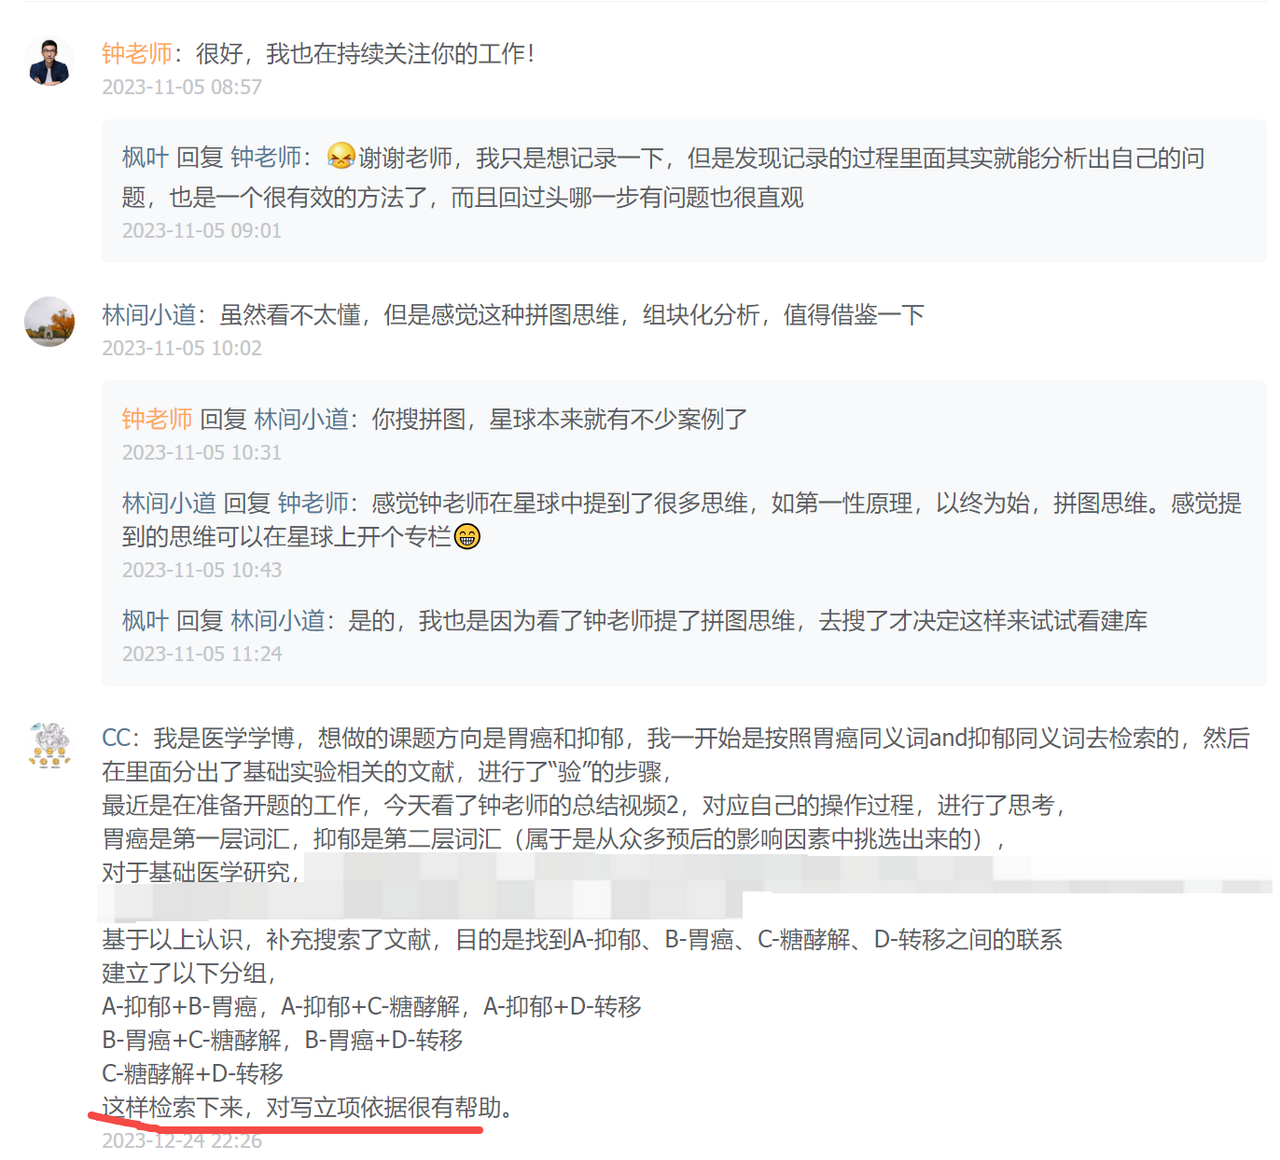 钟老师：很好，我也在持续关注你的工作！
2023-11-05 08:57
枫叶 回复 钟老师：😹谢谢老师，我只是想记录一下，但是发现记录的过程里面其实就能分析出自己的问
题，也是一个很有效的方法了，而且回过头哪一步有问题也很直观
2023-11-05 09:01
林间小道：虽然看不太懂，但是感觉这种拼图思维，组块化分析，值得借鉴一下
2023-11-05 10:02
钟老师 回复 林间小道：你搜拼图，星球本来就有不少案例了
2023-11-05 10:31
林间小道 回复 钟老师：感觉钟老师在星球中提到了很多思维，如第一性原理，以终为始，拼图思维。感觉提
到的思维可以在星球上开个专栏😁
2023-11-05 10:43
枫叶 回复 林间小道：是的，我也是因为看了钟老师提了拼图思维，去搜了才决定这样来试试看建库
2023-11-05 11:24
CC：我是医学学博，想做的课题方向是胃癌和抑郁，我一开始是按照胃癌同义词and抑郁同义词去检索的，然后
在里面分出了基础实验相关的文献，进行了“验”的步骤，
最近是在准备开题的工作，今天看了钟老师的总结视频2，对应自己的操作过程，进行了思考，
胃癌是第一层词汇，抑郁是第二层词汇（属于是从众多预后的影响因素中挑选出来的），
对于基础医学研究，
基于以上认识，补充搜索了文献，目的是找到A-抑郁、B-胃癌、C-糖酵解、D-转移之间的联系
建立了以下分组，
A-抑郁+B-胃癌，A-抑郁+C-糖酵解，A-抑郁+D-转移
B-胃癌+C-糖酵解，B-胃癌+D-转移
C-糖酵解+D-转移
这样检索下来，对写立项依据很有帮助。
2023-12-24 22:26